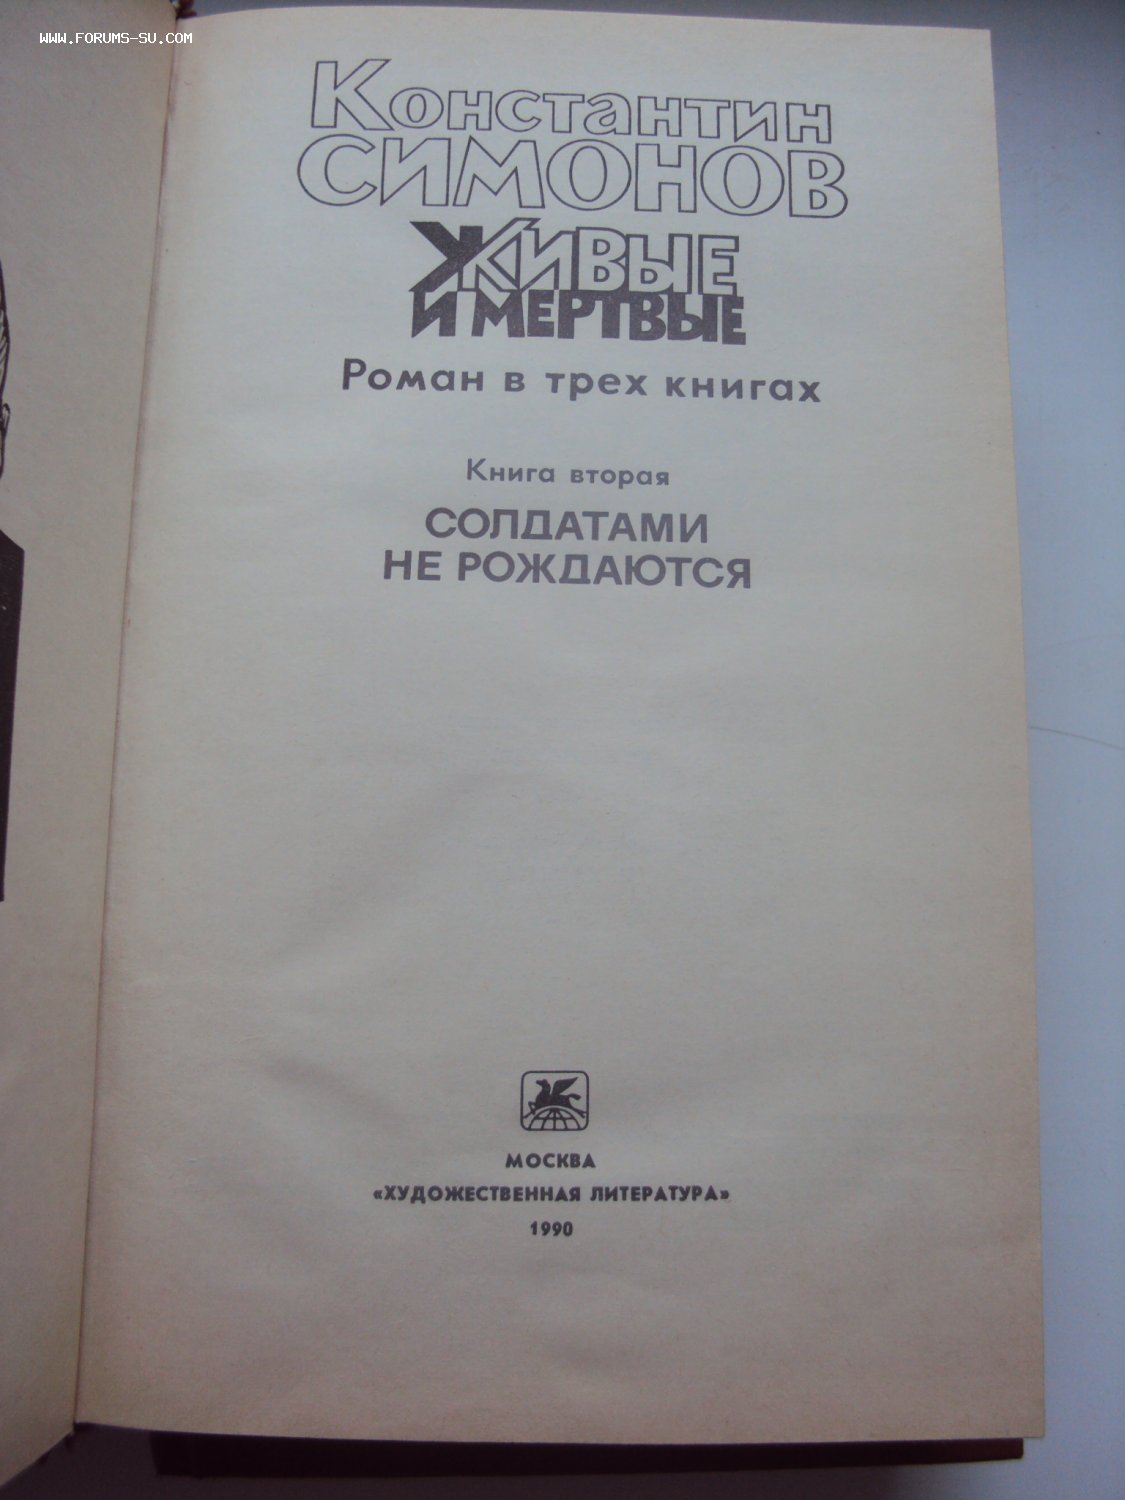 WWW.FORUMS-SU.COM
Константин
СИМОНОВ
ЖИВЫЕ
И МЕРТВЫЕ
Роман в трех книгах
Книга вторая
СОЛДАТАМИ
НЕ РОЖДАЮТСЯ
МОСКВА
«ХУДОЖЕСТВЕННАЯ ЛИТЕРАТУРА»
1990